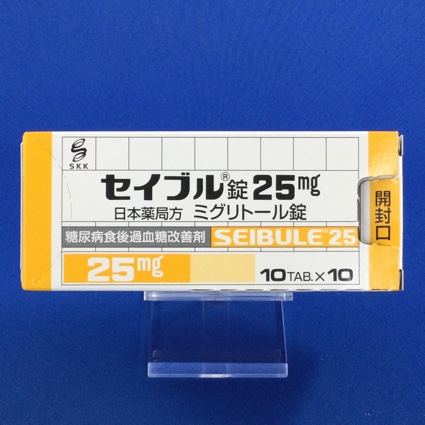 SKK
セイブル®錠25mg
日本薬局方 ミグリトール錠
糖尿病食後過血糖改善剤 SEIBULE® 25
25mg 10TAB.×10
開封口